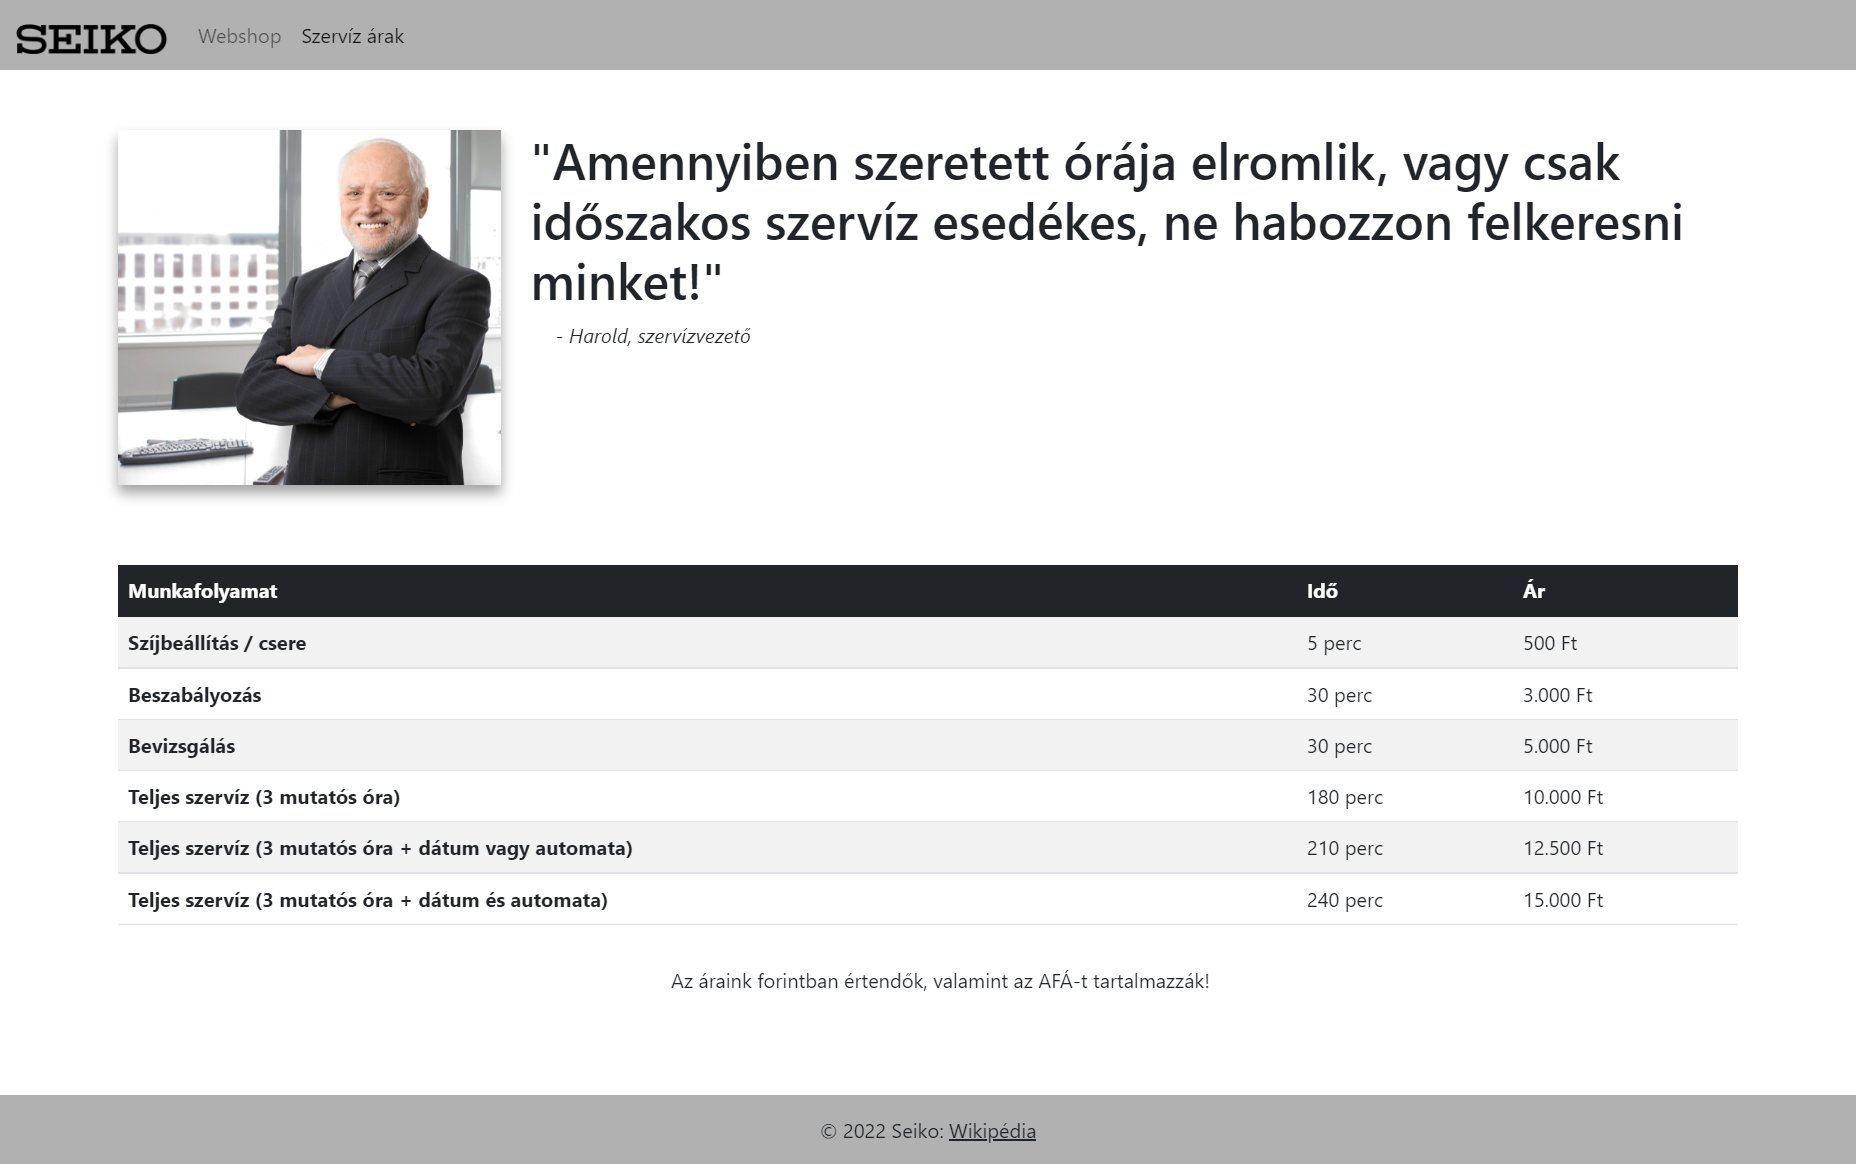 SEIKO Webshop Szervíz árak
"Amennyiben szeretett órája elromlik, vagy csak
időszakos szervíz esedékes, ne habozzon felkeresni
minket!"
- Harold, szervízvezető
Munkafolyamat Idő Ár
Szíjbeállítás / csere 5 perc 500 Ft
Beszabályozás 30 perc 3.000 Ft
Bevizsgálás 30 perc 5.000 Ft
Teljes szervíz (3 mutatós óra) 180 perc 10.000 Ft
Teljes szervíz (3 mutatós óra + dátum vagy automata) 210 perc 12.500 Ft
Teljes szervíz (3 mutatós óra + dátum és automata) 240 perc 15.000 Ft
Az áraink forintban értendők, valamint az AFÁ-t tartalmazzák!
© 2022 Seiko: Wikipédia